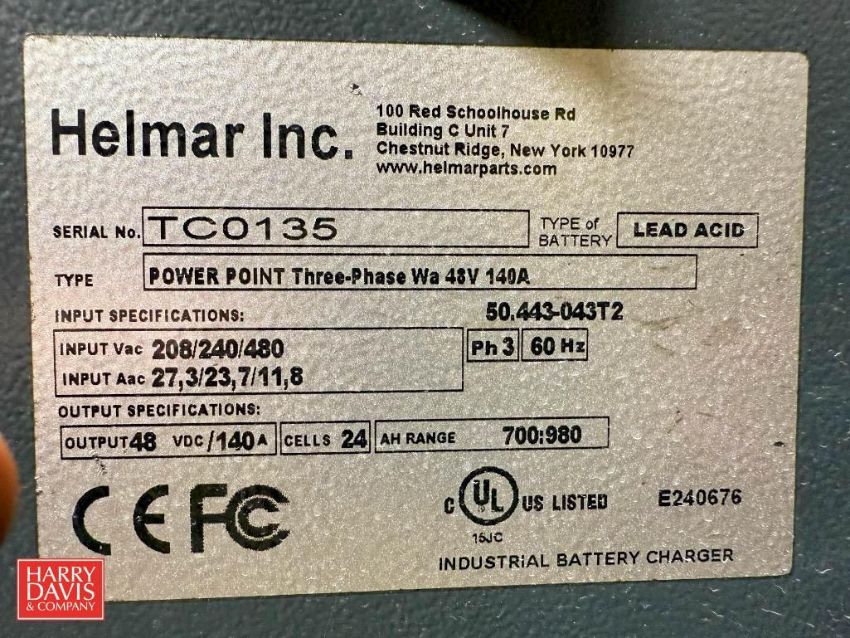 Helmar Inc.
100 Red Schoolhouse Rd
Building C Unit 7
Chestnut Ridge, New York 10977
www.helmarparts.com
SERIAL No. TC0135
TYPE of BATTERY LEAD ACID
TYPE POWER POINT Three-Phase Wa 48V 140A
INPUT SPECIFICATIONS: 50.443-043T2
INPUT Vac 208/240/480 Ph 3 60 Hz
INPUT Aac 27,3/23,7/11,8
OUTPUT SPECIFICATIONS:
OUTPUT 48 VDC/140 A CELLS 24 AH RANGE 700:980
CE FC C UL US LISTED E240676
15JC
INDUSTRIAL BATTERY CHARGER
HARRY
DAVIS
& COMPANY